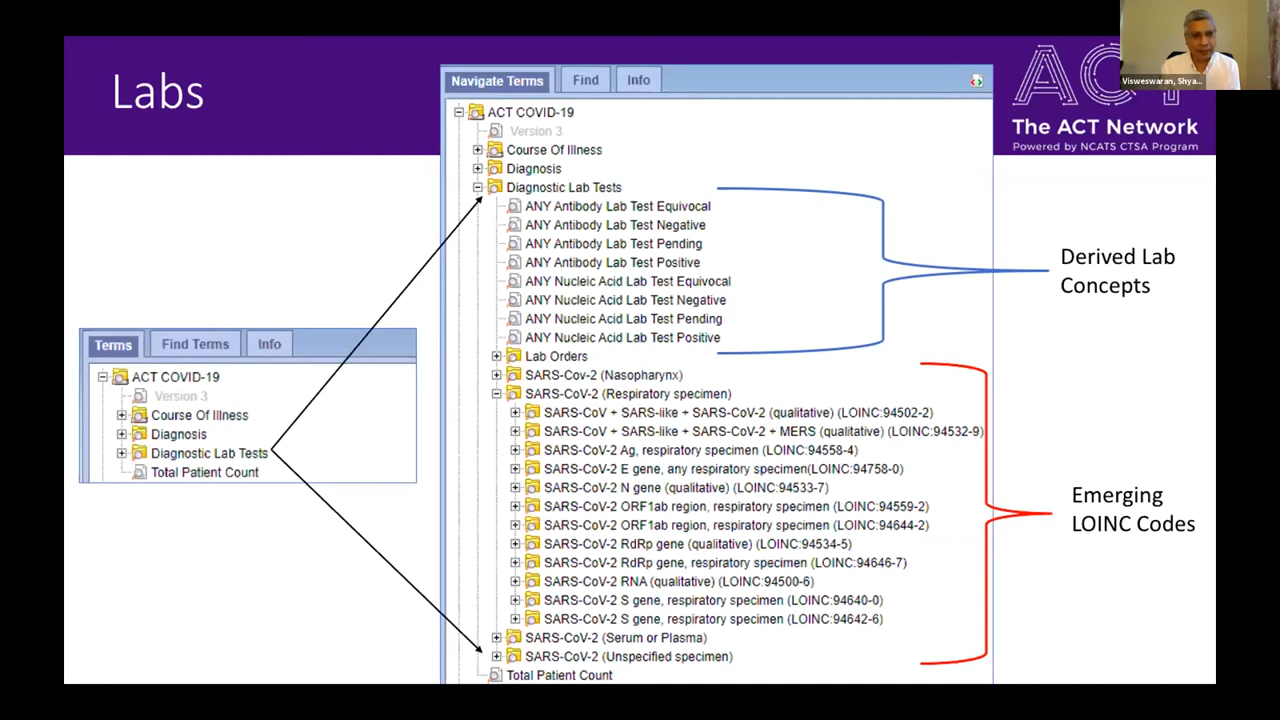 Labs
Visweswaran, Shya...
ACT
The ACT Network
Powered by NCATS CTSA Program
Navigate Terms
Find
Info
ACT COVID-19
Version 3
Course Of Illness
Diagnosis
Diagnostic Lab Tests
ANY Antibody Lab Test Equivocal
ANY Antibody Lab Test Negative
ANY Antibody Lab Test Pending
ANY Antibody Lab Test Positive
ANY Nucleic Acid Lab Test Equivocal
ANY Nucleic Acid Lab Test Negative
ANY Nucleic Acid Lab Test Pending
ANY Nucleic Acid Lab Test Positive
Lab Orders
SARS-Cov-2 (Nasopharynx)
SARS-CoV-2 (Respiratory specimen)
SARS-CoV + SARS-like + SARS-CoV-2 (qualitative) (LOINC:94502-2)
SARS-CoV + SARS-like + SARS-CoV-2 + MERS (qualitative) (LOINC:94532-9)
SARS-CoV-2 Ag, respiratory specimen (LOINC:94558-4)
SARS-CoV-2 E gene, any respiratory specimen(LOINC:94758-0)
SARS-CoV-2 N gene (qualitative) (LOINC:94533-7)
SARS-CoV-2 ORF1ab region, respiratory specimen (LOINC:94559-2)
SARS-CoV-2 ORF1ab region, respiratory specimen (LOINC:94644-2)
SARS-CoV-2 RdRp gene (qualitative) (LOINC:94534-5)
SARS-CoV-2 RdRp gene, respiratory specimen (LOINC:94646-7)
SARS-CoV-2 RNA (qualitative) (LOINC:94500-6)
SARS-CoV-2 S gene, respiratory specimen (LOINC:94640-0)
SARS-CoV-2 S gene, respiratory specimen (LOINC:94642-6)
SARS-CoV-2 (Serum or Plasma)
SARS-CoV-2 (Unspecified specimen)
Total Patient Count
Terms
Find Terms
Info
ACT COVID-19
Version 3
Course Of Illness
Diagnosis
Diagnostic Lab Tests
Total Patient Count
Derived Lab
Concepts
Emerging
LOINC Codes